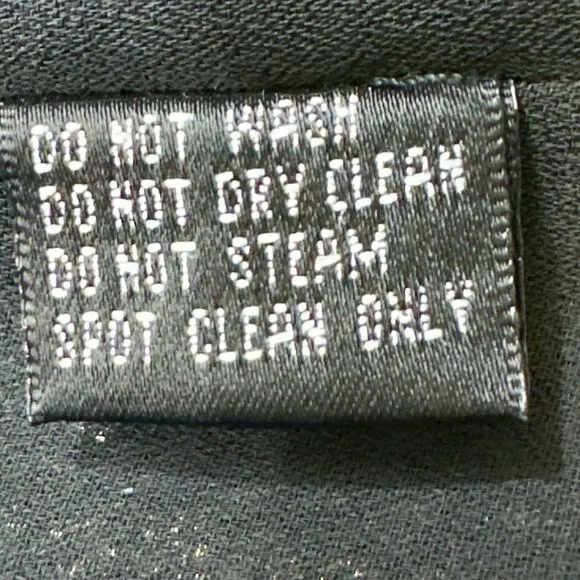 DO NOT WASH
DO NOT DRY CLEAN
DO NOT STEAM
SPOT CLEAN ONLY